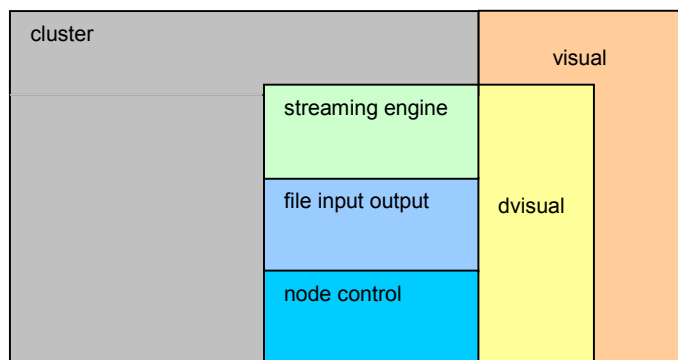 cluster
visual
streaming engine
file input output
dvisual
node control